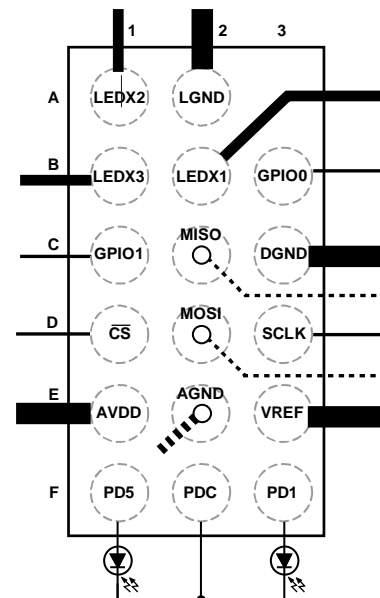 1 2 3
A LEDX2 LGND
B LEDX3 LEDX1 GPIO0
C GPIO1 MISO DGND
D C̅S̅ MOSI SCLK
E AVDD AGND VREF
F PD5 PDC PD1